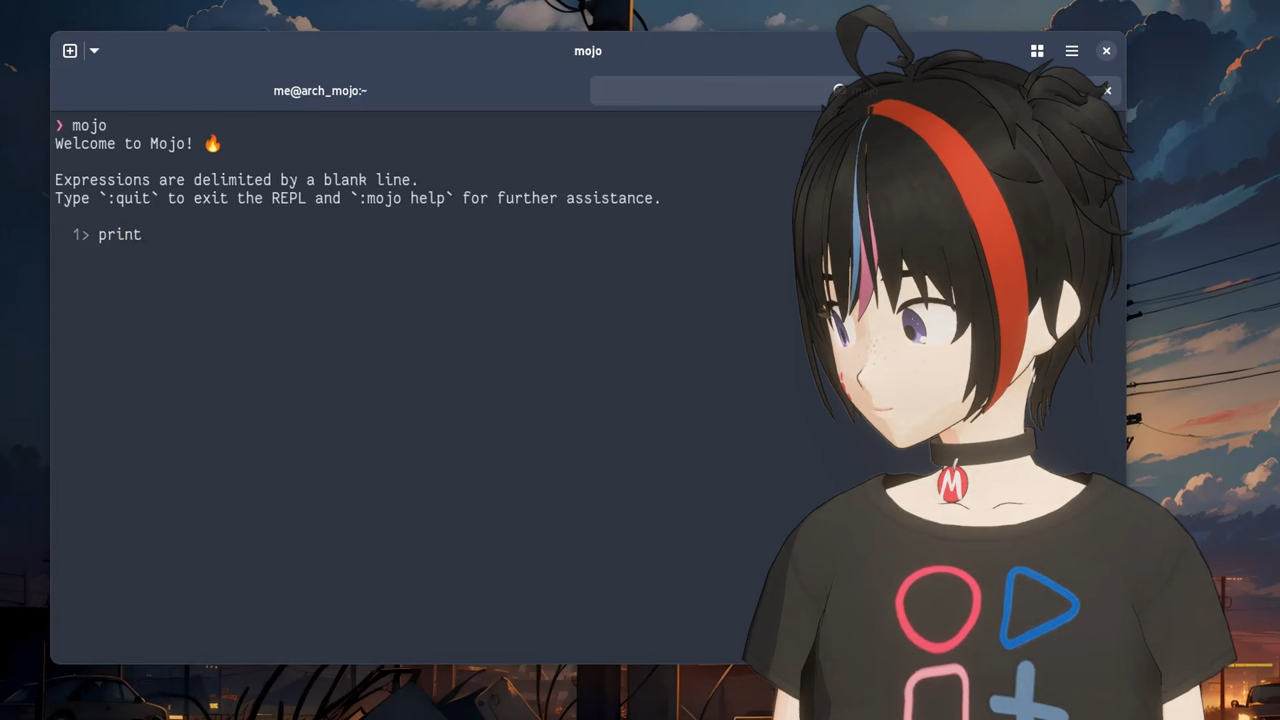 mojo
me@arch_mojo:~
❯ mojo
Welcome to Mojo! 🔥
Expressions are delimited by a blank line.
Type `:quit` to exit the REPL and `:mojo help` for further assistance.
1> print
M